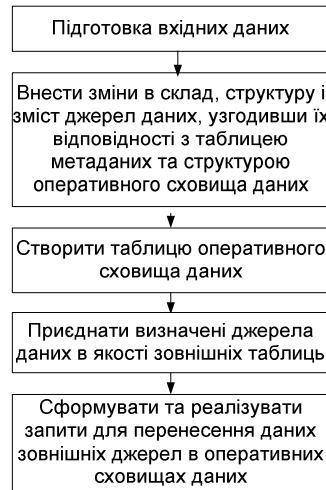 Підготовка вхідних даних
Внести зміни в склад, структуру і
зміст джерел даних, узгодивши їх
відповідності з таблицею
метаданих та структурою
оперативного сховища даних
Створити таблицю оперативного
сховища даних
Приєднати визначені джерела
даних в якості зовнішніх таблиць
Сформувати та реалізувати
запити для перенесення даних
зовнішніх джерел в оперативних
сховищах даних